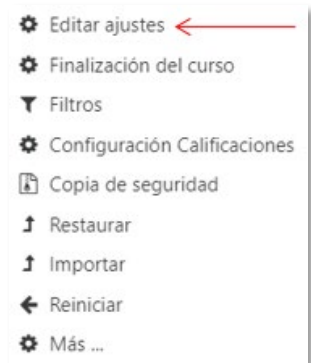 Editar ajustes
Finalización del curso
Filtros
Configuración Calificaciones
Copia de seguridad
Restaurar
Importar
Reiniciar
Más ...